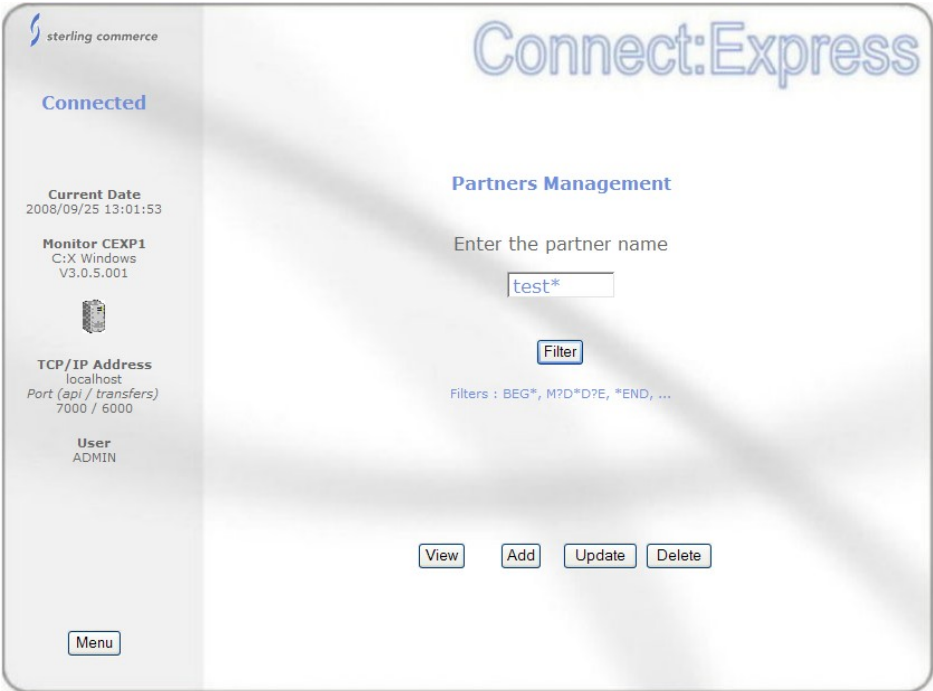 sterling commerce
Connect:Express
Connected
Current Date
2008/09/25 13:01:53
Monitor CEXP1
C:X Windows
V3.0.5.001
TCP/IP Address
localhost
Port (api / transfers)
7000 / 6000
User
ADMIN
Menu
Partners Management
Enter the partner name
test*
Filter
Filters : BEG*, M?D*D?E, *END, ...
View Add Update Delete